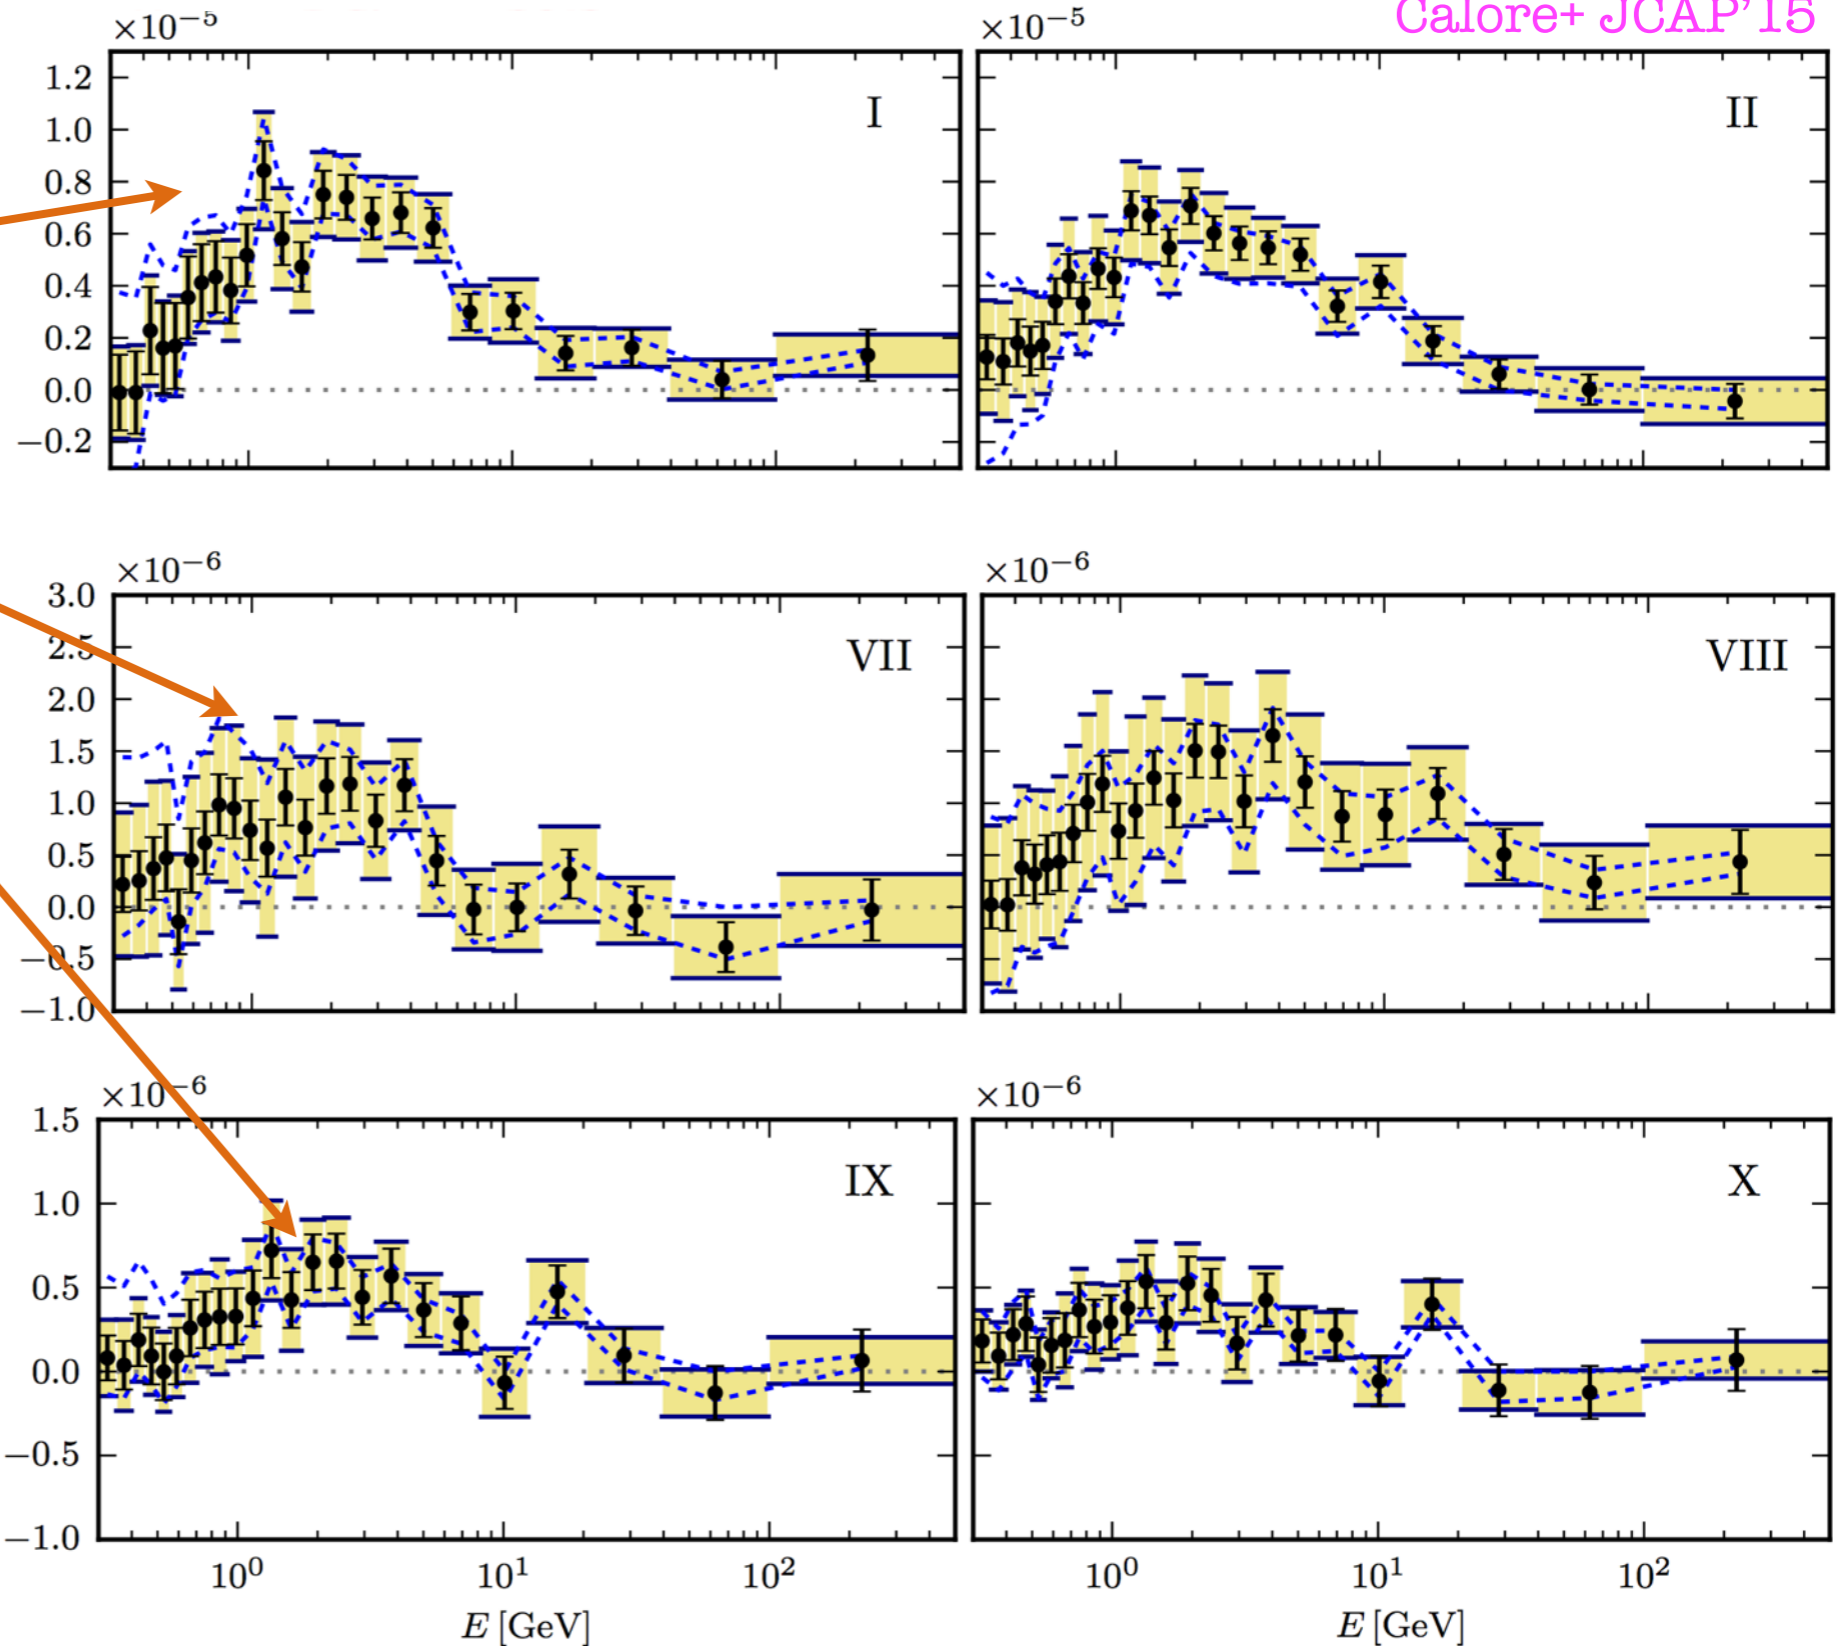 ×10⁻⁵ ×10⁻⁵ Calore+ JCAP'15
I
II
1.2
1.0
0.8
0.6
0.4
0.2
0.0
−0.2
×10⁻⁶ ×10⁻⁶
VII
VIII
3.0
2.5
2.0
1.5
1.0
0.5
0.0
−0.5
−1.0
×10⁻⁶ ×10⁻⁶
IX
X
1.5
1.0
0.5
0.0
−0.5
−1.0
10⁰ 10¹ 10² 10⁰ 10¹ 10²
E [GeV] E [GeV]